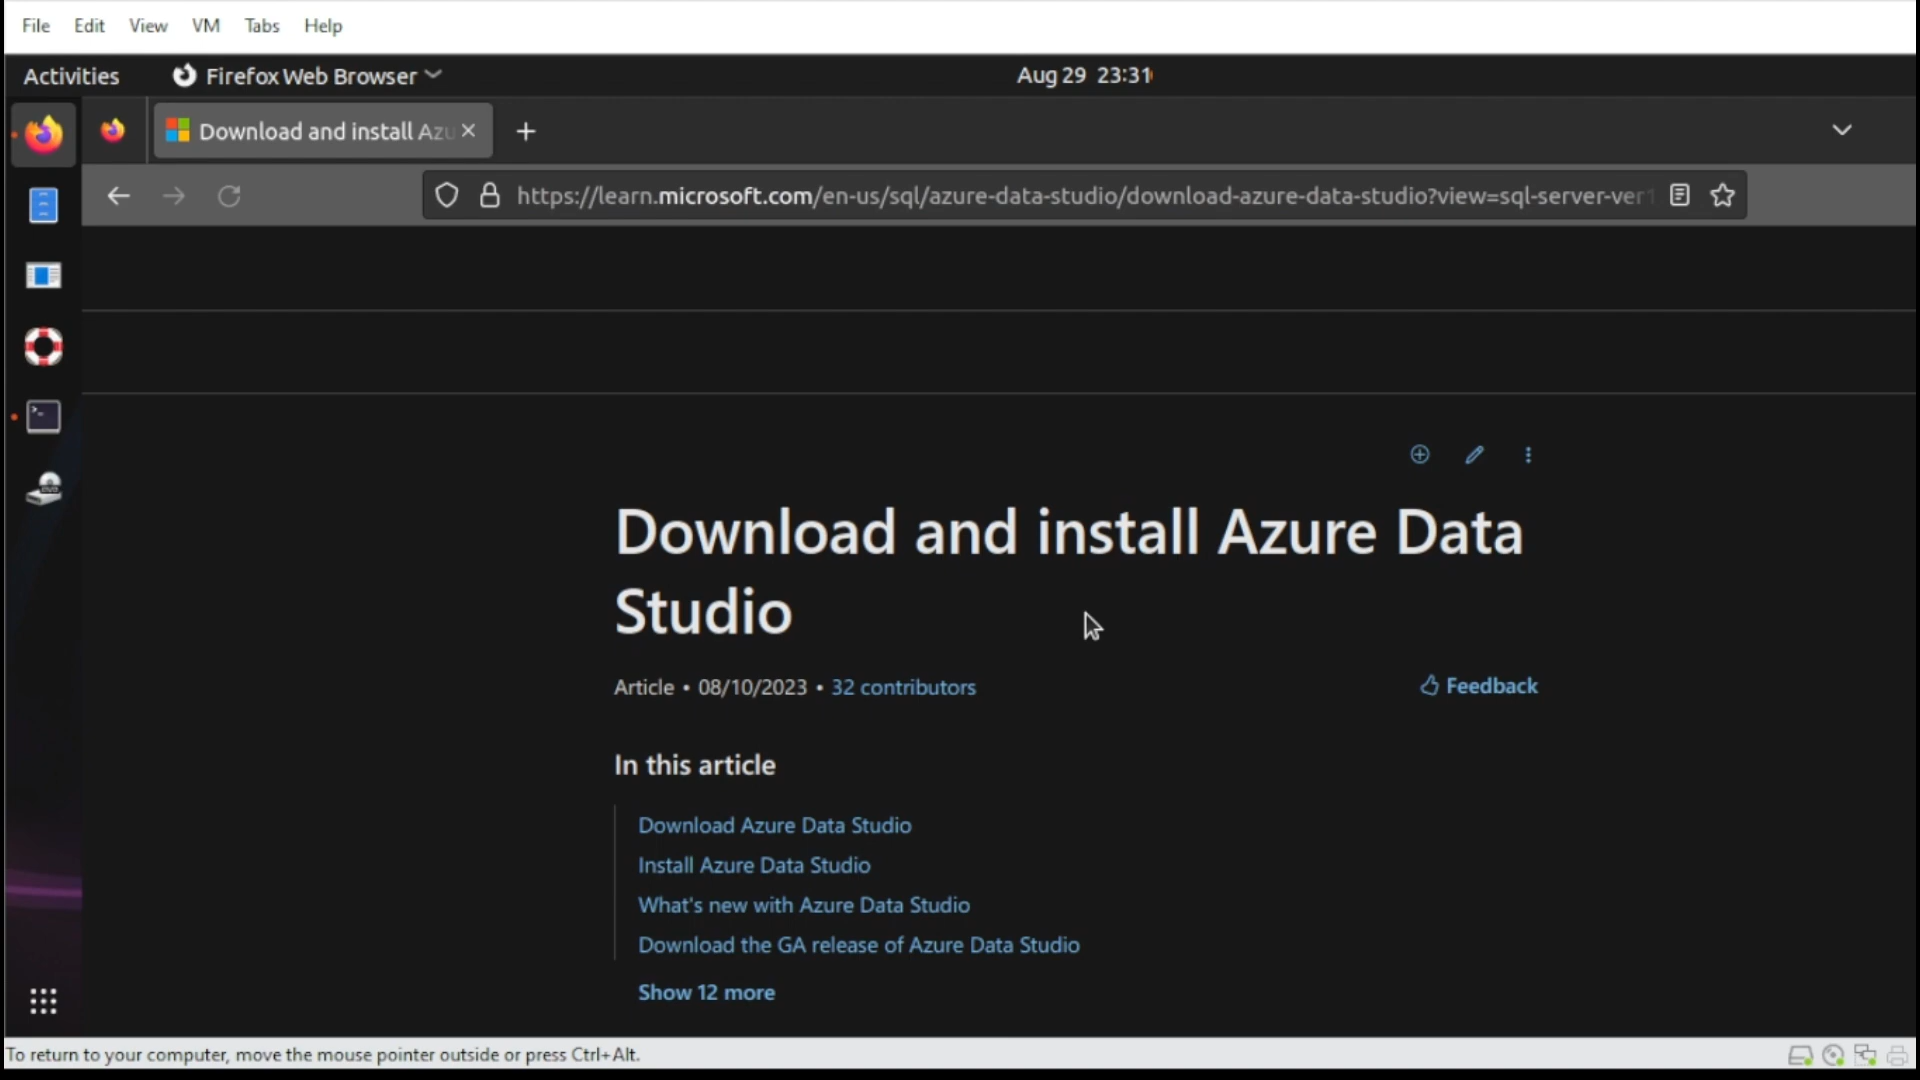 File Edit View VM Tabs Help
Activities Firefox Web Browser Aug 29 23:31
Download and install Azu
https://learn.microsoft.com/en-us/sql/azure-data-studio/download-azure-data-studio?view=sql-server-ver1
Download and install Azure Data
Studio
Article • 08/10/2023 • 32 contributors
Feedback
In this article
Download Azure Data Studio
Install Azure Data Studio
What's new with Azure Data Studio
Download the GA release of Azure Data Studio
Show 12 more
To return to your computer, move the mouse pointer outside or press Ctrl+Alt.